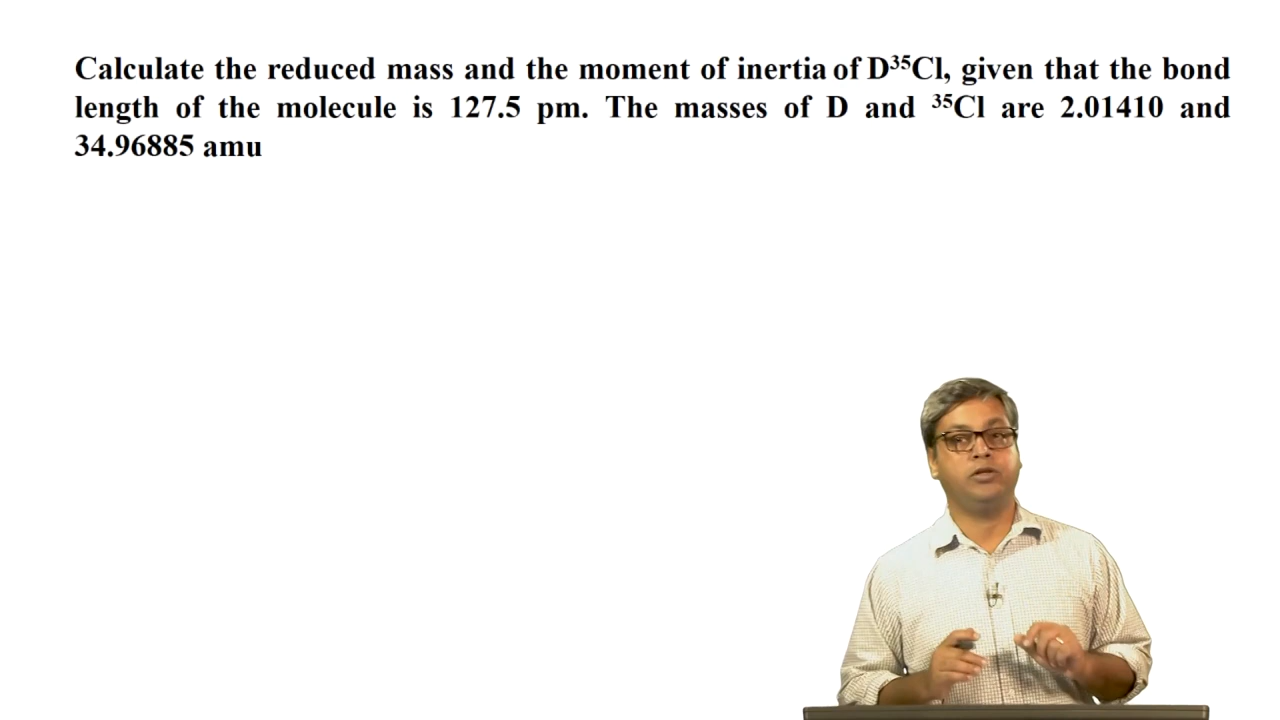 Calculate the reduced mass and the moment of inertia of D³⁵Cl, given that the bond
length of the molecule is 127.5 pm. The masses of D and ³⁵Cl are 2.01410 and
34.96885 amu